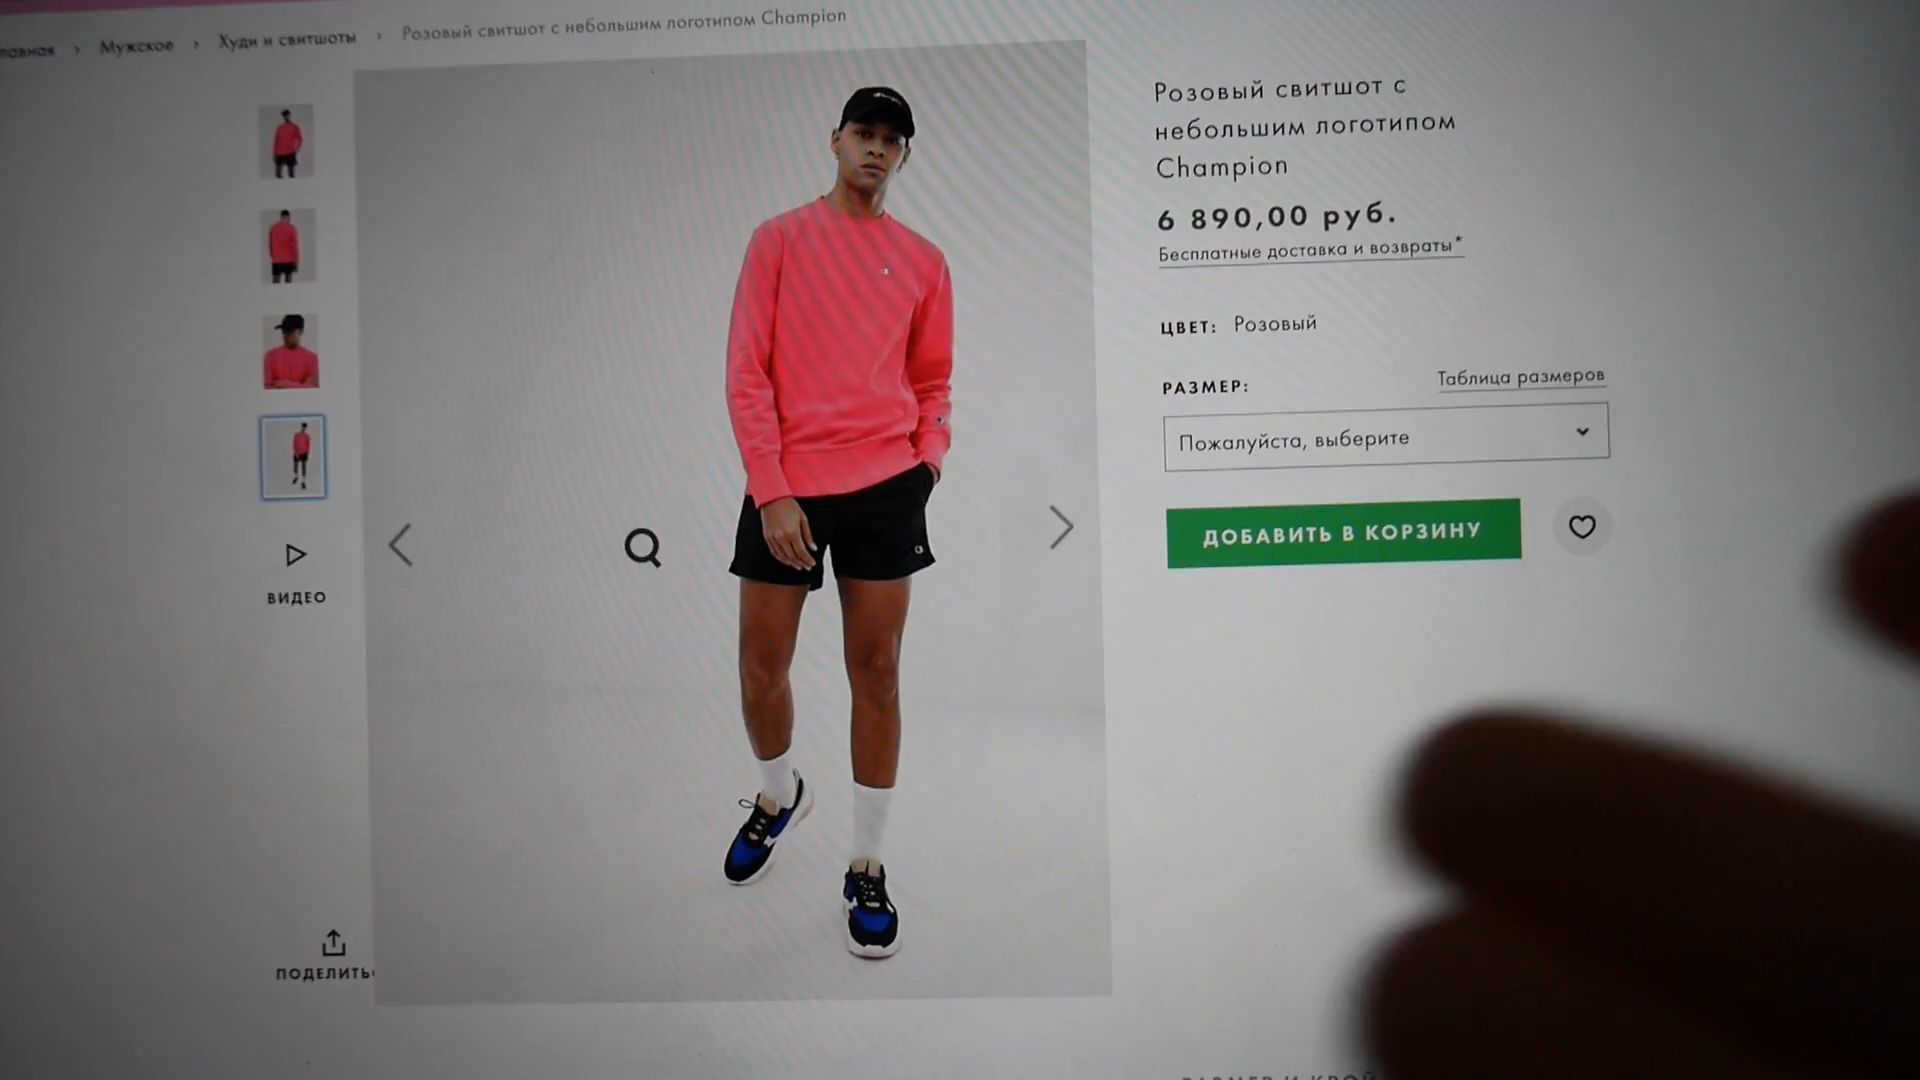 Мужское › Худи и свитшоты › Розовый свитшот с небольшим логотипом Champion
Розовый свитшот с
небольшим логотипом
Champion
6 890,00 руб.
Бесплатные доставка и возвраты*
ЦВЕТ: Розовый
РАЗМЕР:
Таблица размеров
Пожалуйста, выберите
ДОБАВИТЬ В КОРЗИНУ
ВИДЕО
ПОДЕЛИТЬ